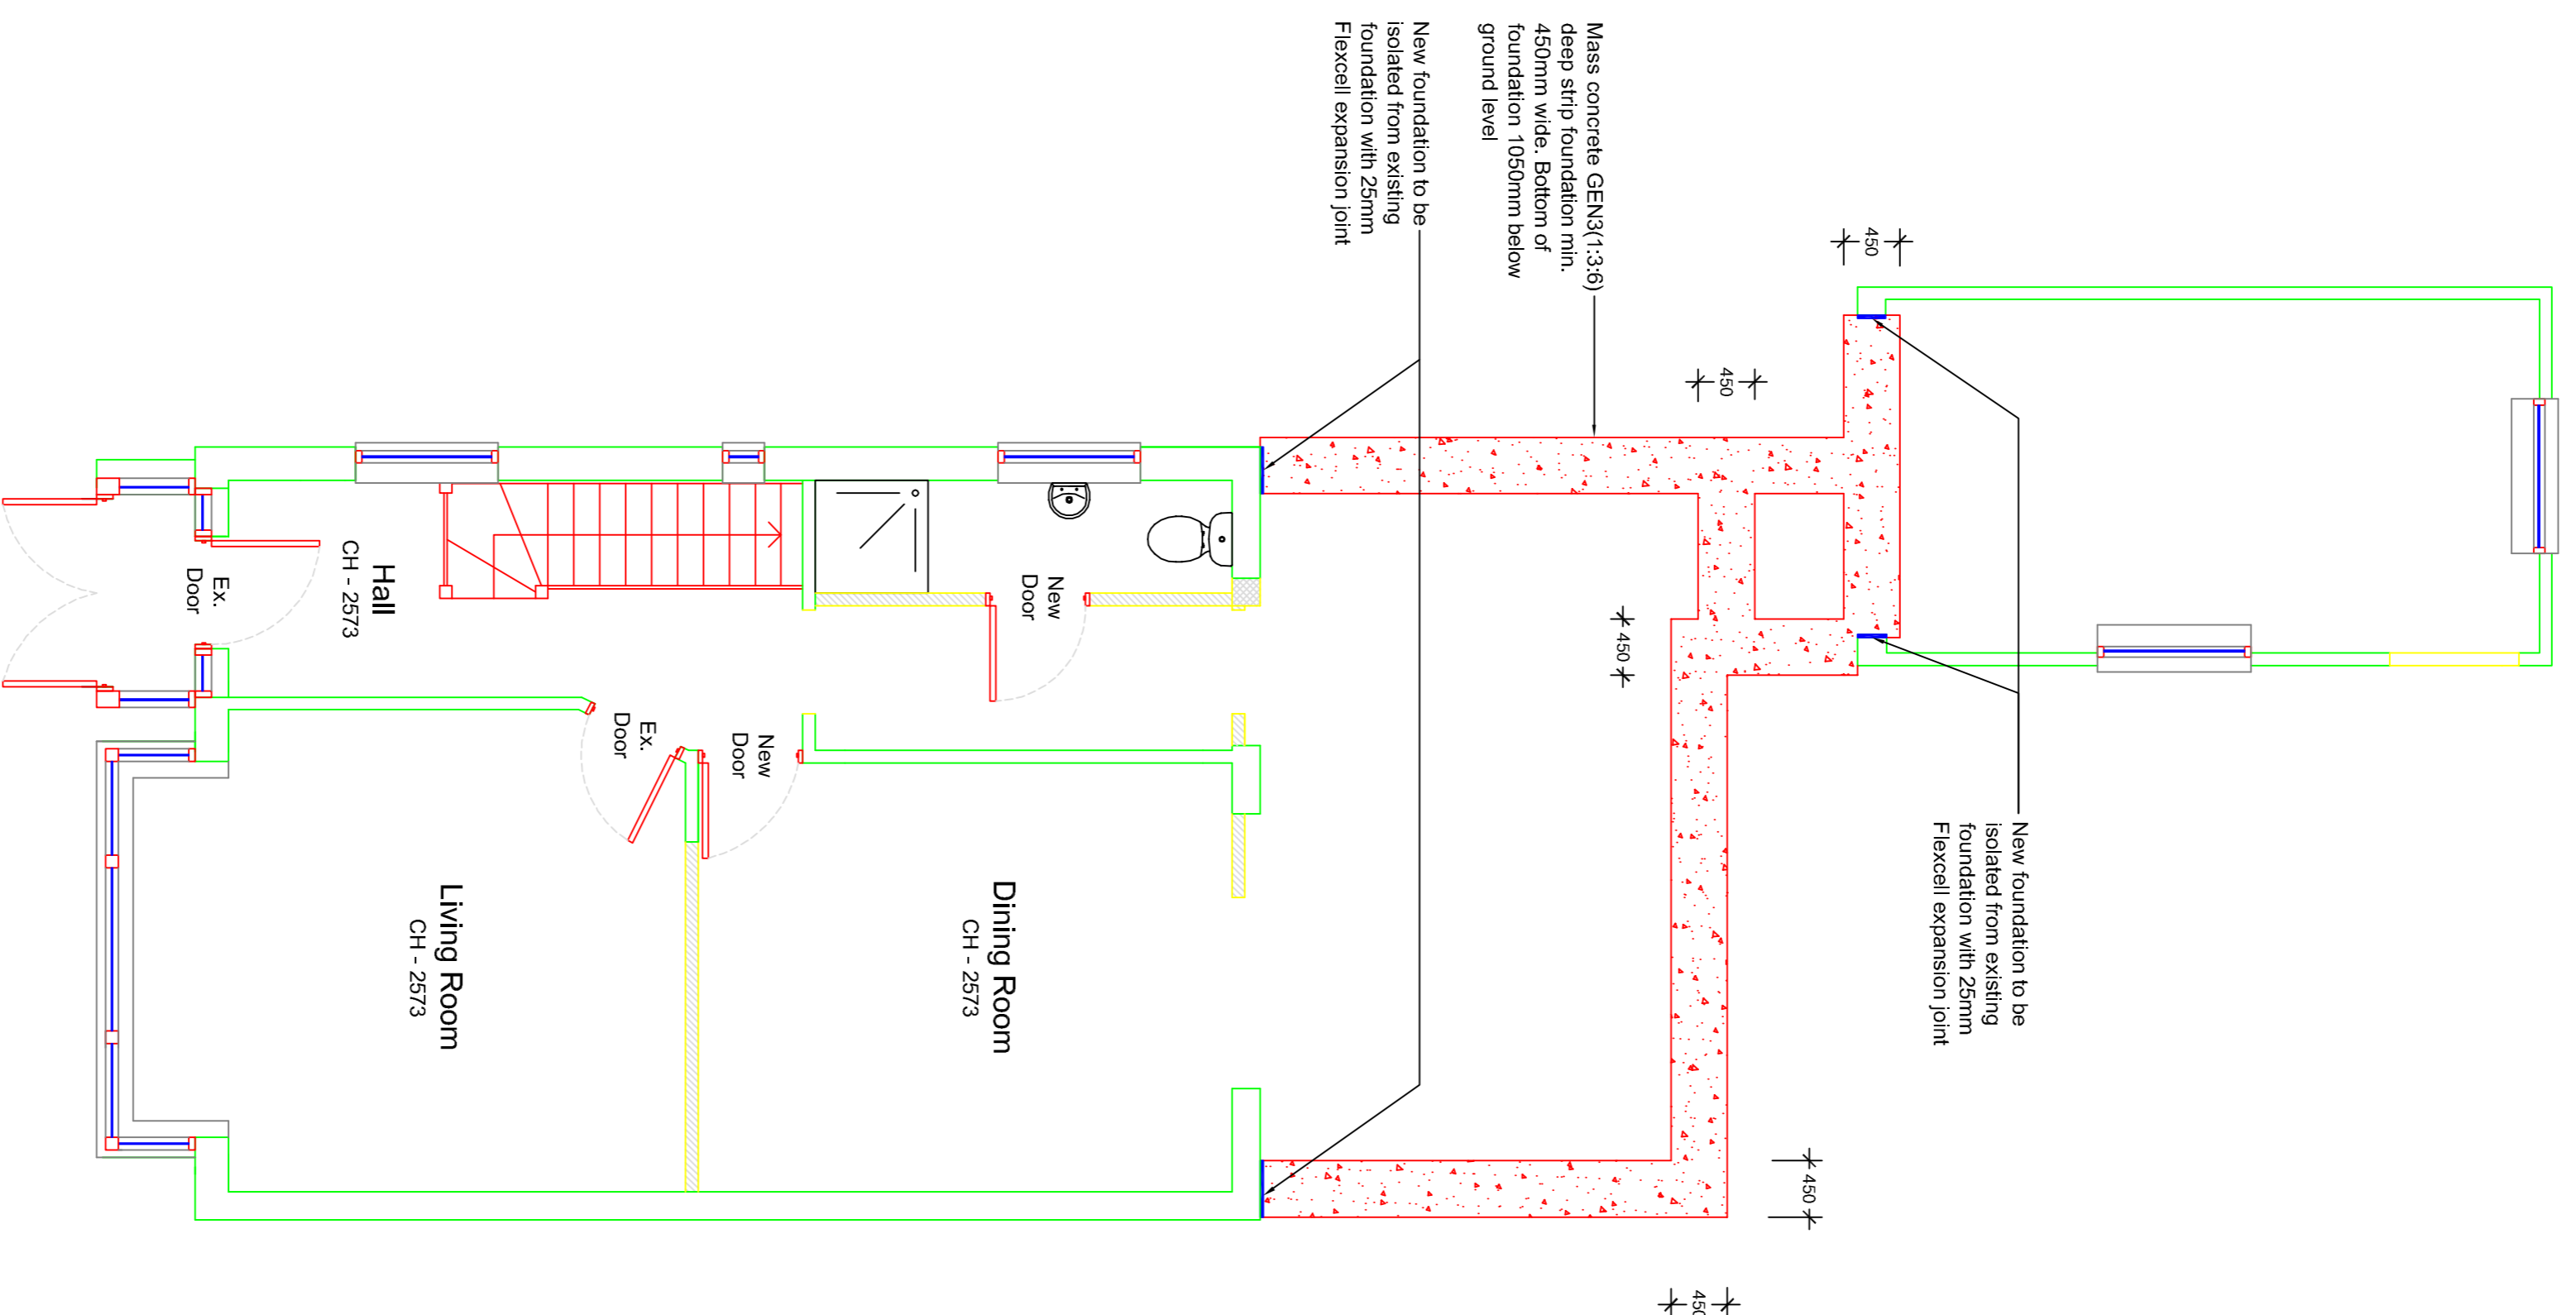 Mass concrete GEN3(1:3:6)
deep strip foundation min.
450mm wide. Bottom of
foundation 1050mm below
ground level
New foundation to be
isolated from existing
foundation with 25mm
Flexcell expansion joint
450
450
450
New foundation to be
isolated from existing
foundation with 25mm
Flexcell expansion joint
450
450
New
Door
Hall
CH - 2573
Ex.
Door
New
Door
Ex.
Door
Dining Room
CH - 2573
Living Room
CH - 2573